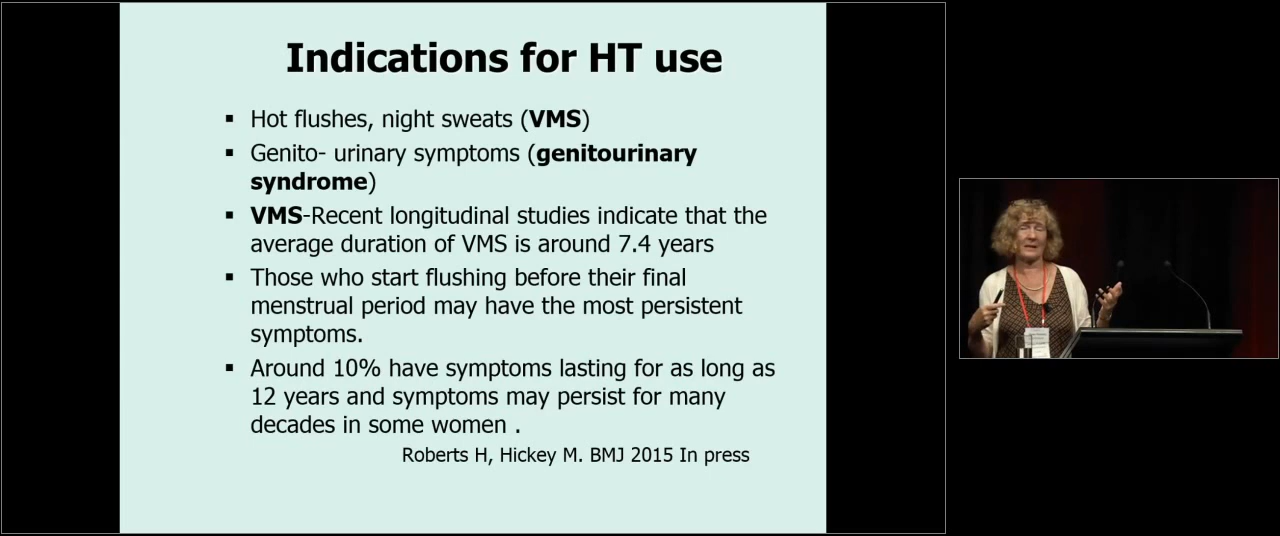 Indications for HT use
▪ Hot flushes, night sweats (VMS)
▪ Genito- urinary symptoms (genitourinary
syndrome)
▪ VMS-Recent longitudinal studies indicate that the
average duration of VMS is around 7.4 years
▪ Those who start flushing before their final
menstrual period may have the most persistent
symptoms.
▪ Around 10% have symptoms lasting for as long as
12 years and symptoms may persist for many
decades in some women .
Roberts H, Hickey M. BMJ 2015 In press